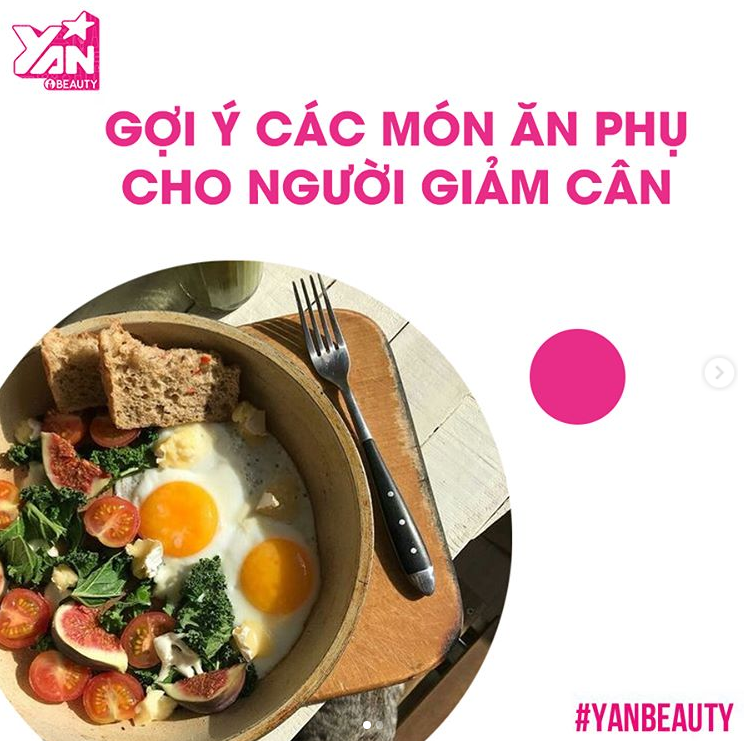 YAN
BEAUTY
GỢI Ý CÁC MÓN ĂN PHỤ
CHO NGƯỜI GIẢM CÂN
#YANBEAUTY